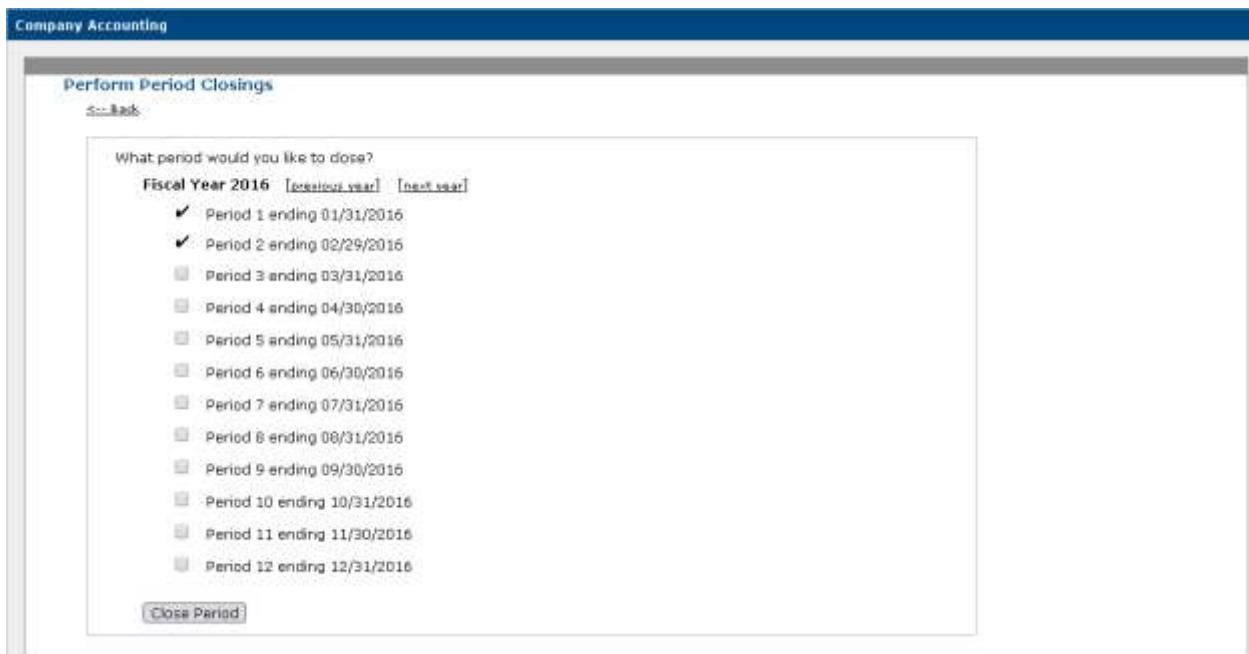 Company Accounting
Perform Period Closings
<-- Back
What period would you like to close?
Fiscal Year 2016 [previous year] [next year]
✔ Period 1 ending 01/31/2016
✔ Period 2 ending 02/29/2016
Period 3 ending 03/31/2016
Period 4 ending 04/30/2016
Period 5 ending 05/31/2016
Period 6 ending 06/30/2016
Period 7 ending 07/31/2016
Period 8 ending 08/31/2016
Period 9 ending 09/30/2016
Period 10 ending 10/31/2016
Period 11 ending 11/30/2016
Period 12 ending 12/31/2016
Close Period